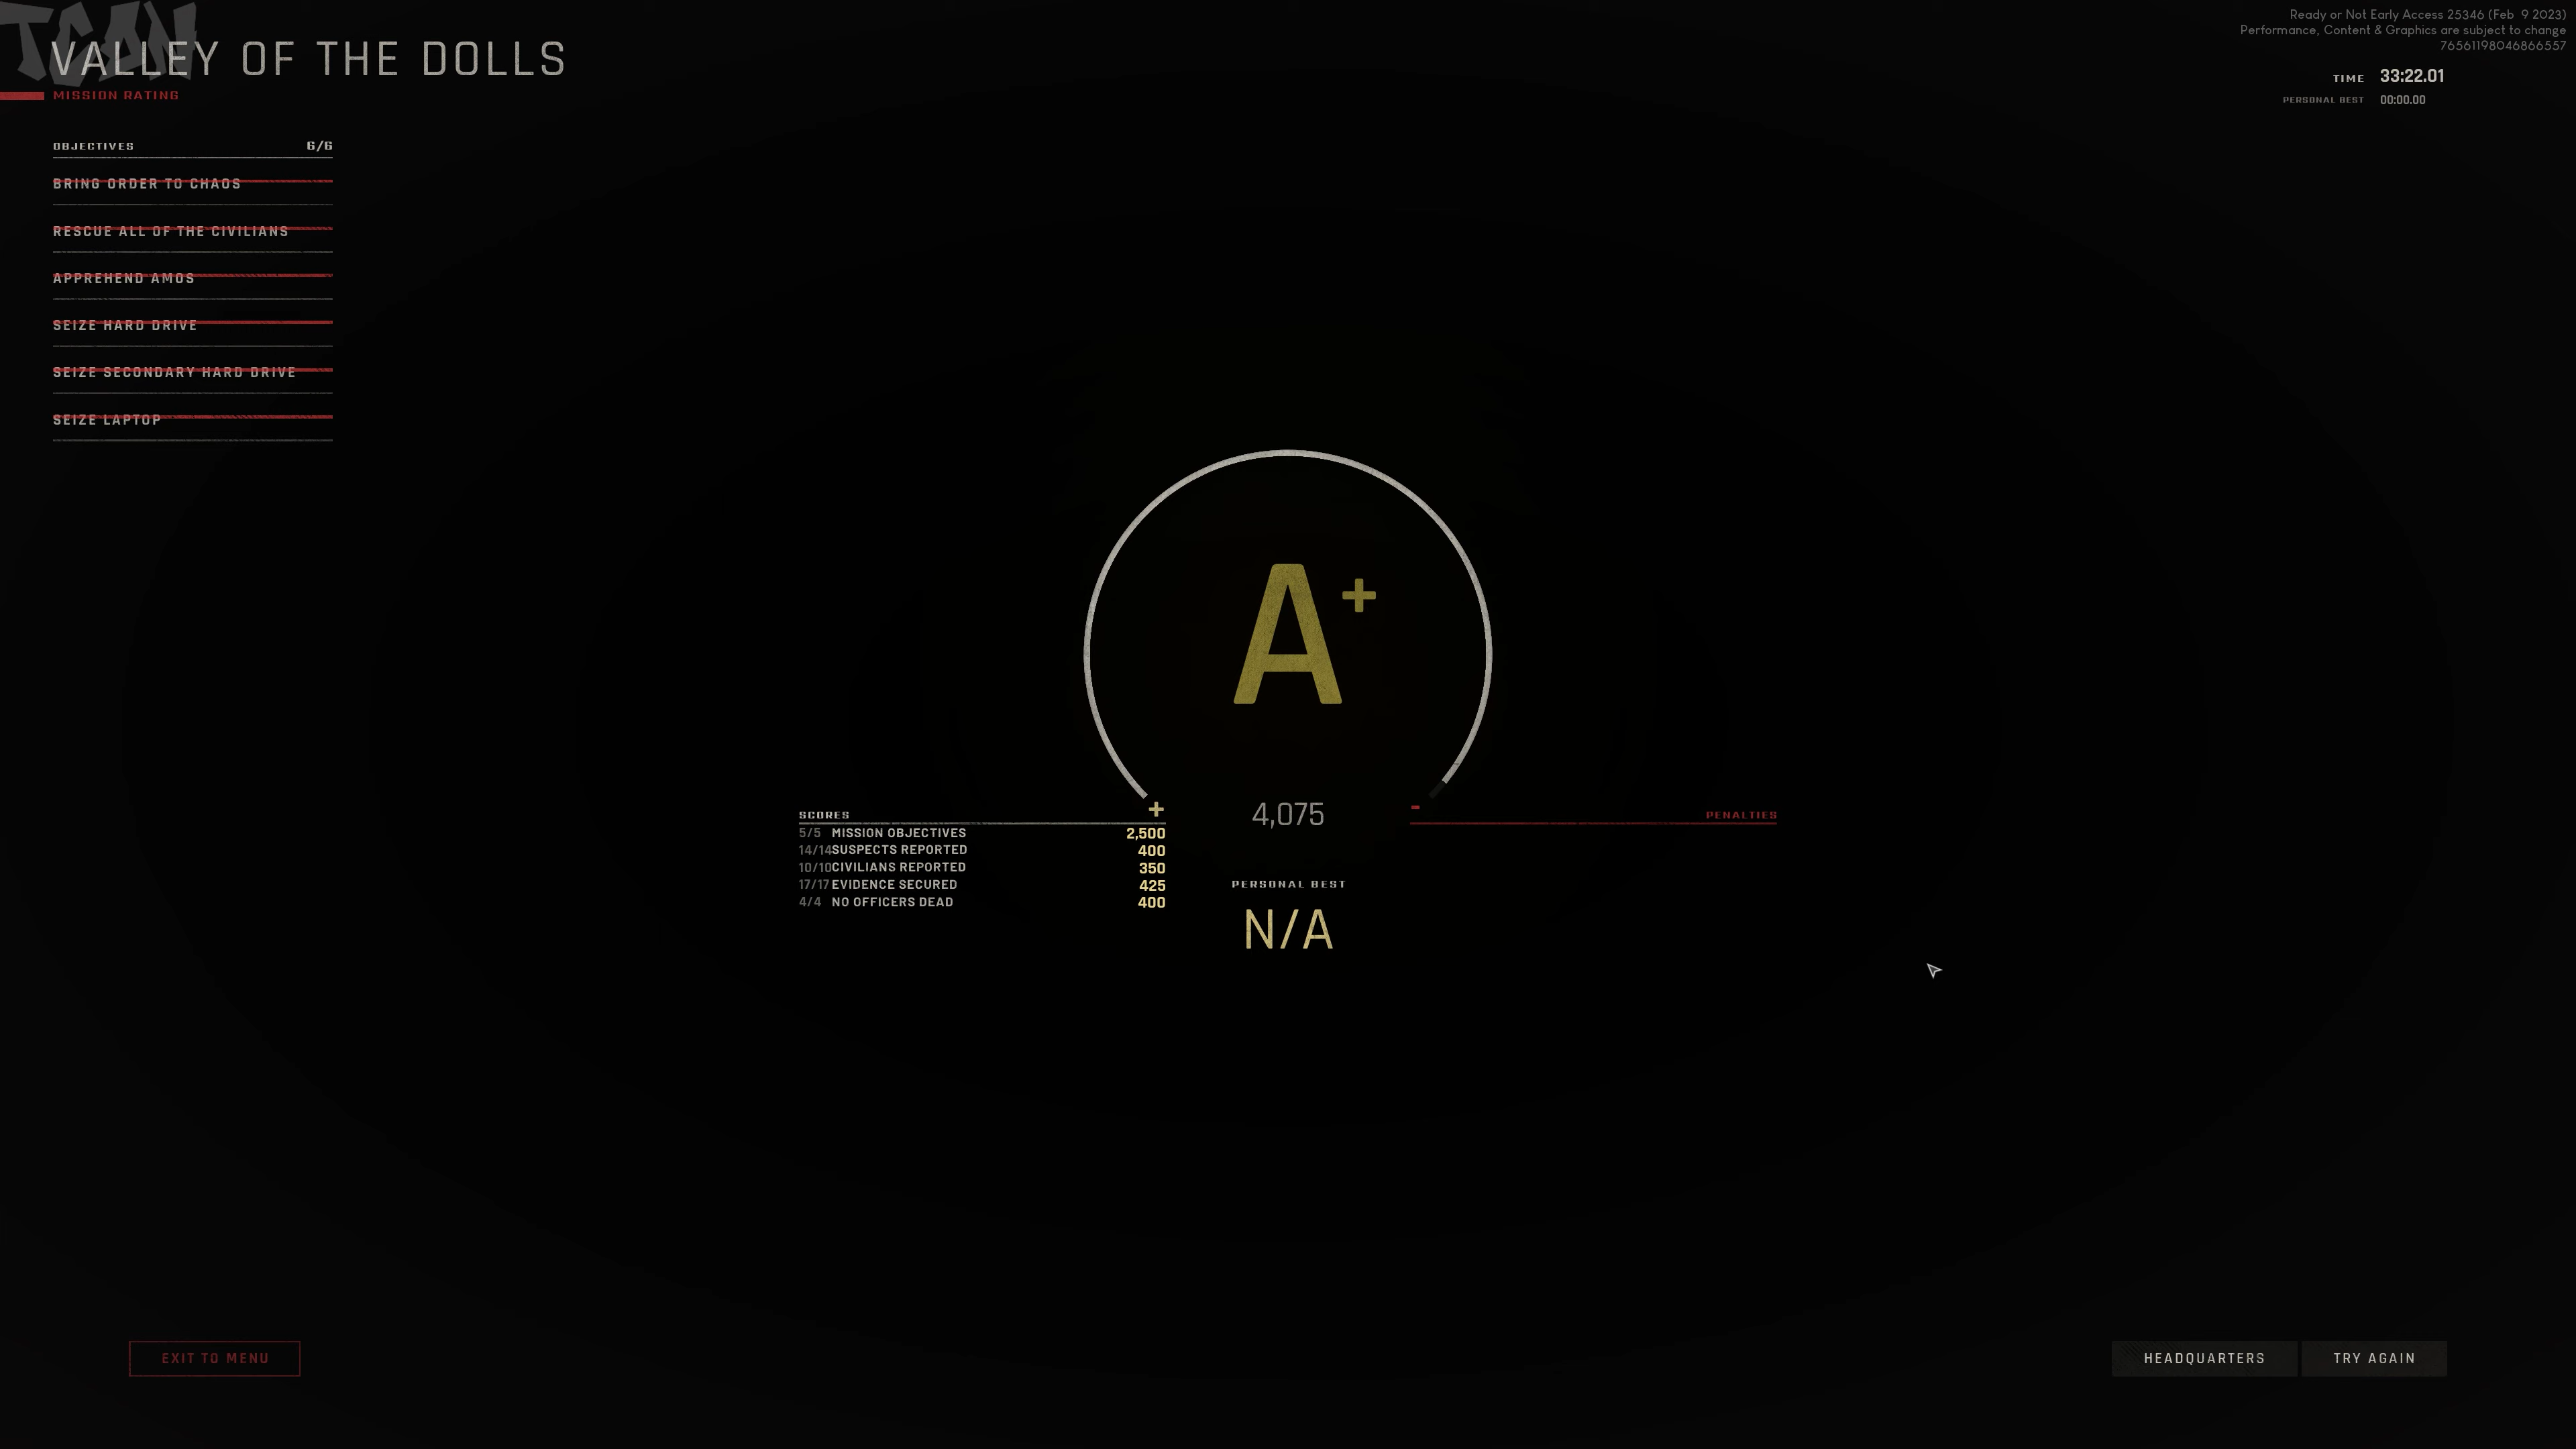 TCON
VALLEY OF THE DOLLS
MISSION RATING
Ready or Not Early Access 25346 (Feb 9 2023)
Performance, Content & Graphics are subject to change
76561198046866557
TIME 33:22.01
PERSONAL BEST 00:00.00
OBJECTIVES 6/6
BRING ORDER TO CHAOS
RESCUE ALL OF THE CIVILIANS
APPREHEND AMOS
SEIZE HARD DRIVE
SEIZE SECONDARY HARD DRIVE
SEIZE LAPTOP
A+
4,075
SCORES +
5/5 MISSION OBJECTIVES 2,500
14/14 SUSPECTS REPORTED 400
10/10 CIVILIANS REPORTED 350
17/17 EVIDENCE SECURED 425
4/4 NO OFFICERS DEAD 400
- PENALTIES
PERSONAL BEST
N/A
EXIT TO MENU
HEADQUARTERS
TRY AGAIN